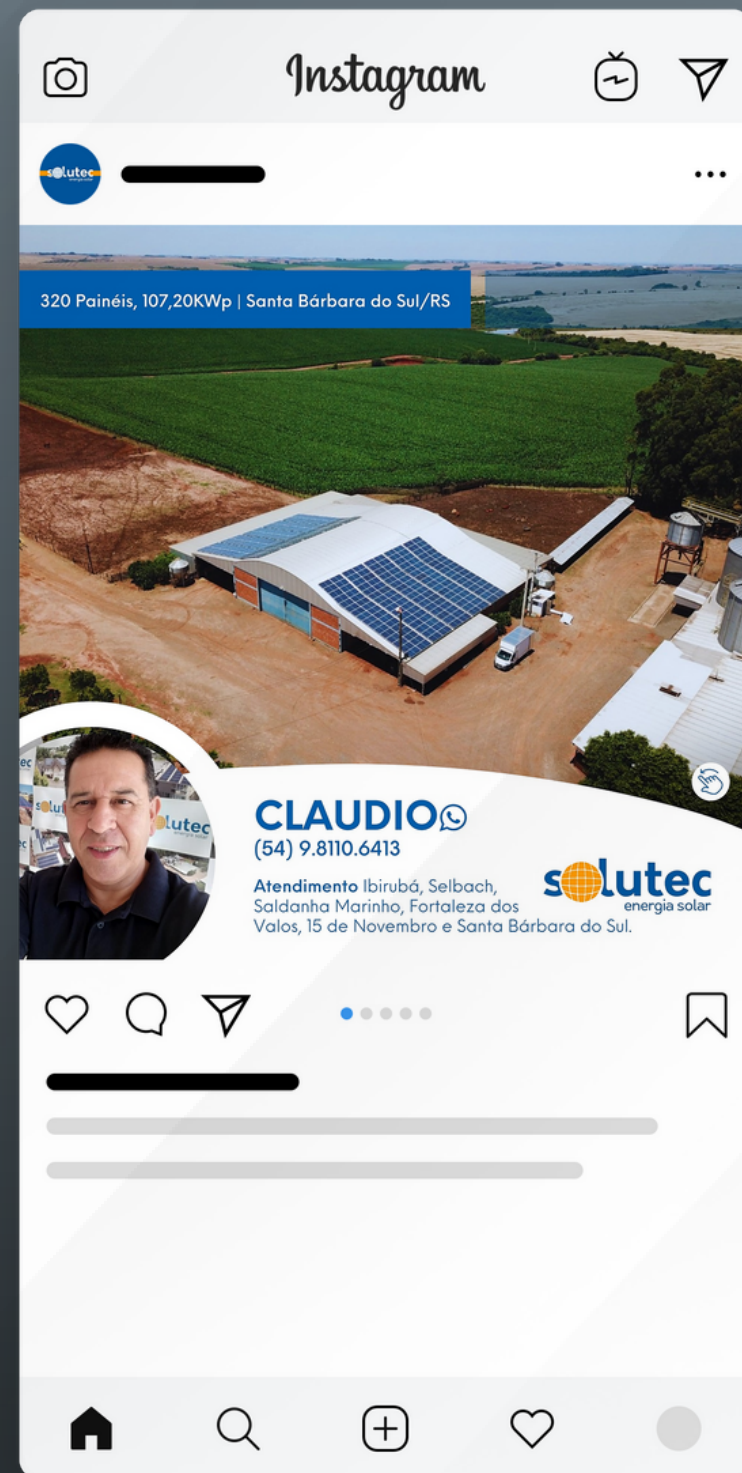 Instagram
solutec
energia solar
320 Painéis, 107,20KWp | Santa Bárbara do Sul/RS
CLAUDIO
(54) 9.8110.6413
Atendimento Ibirubá, Selbach,
Saldanha Marinho, Fortaleza dos
Valos, 15 de Novembro e Santa Bárbara do Sul.
solutec
energia solar
lutec